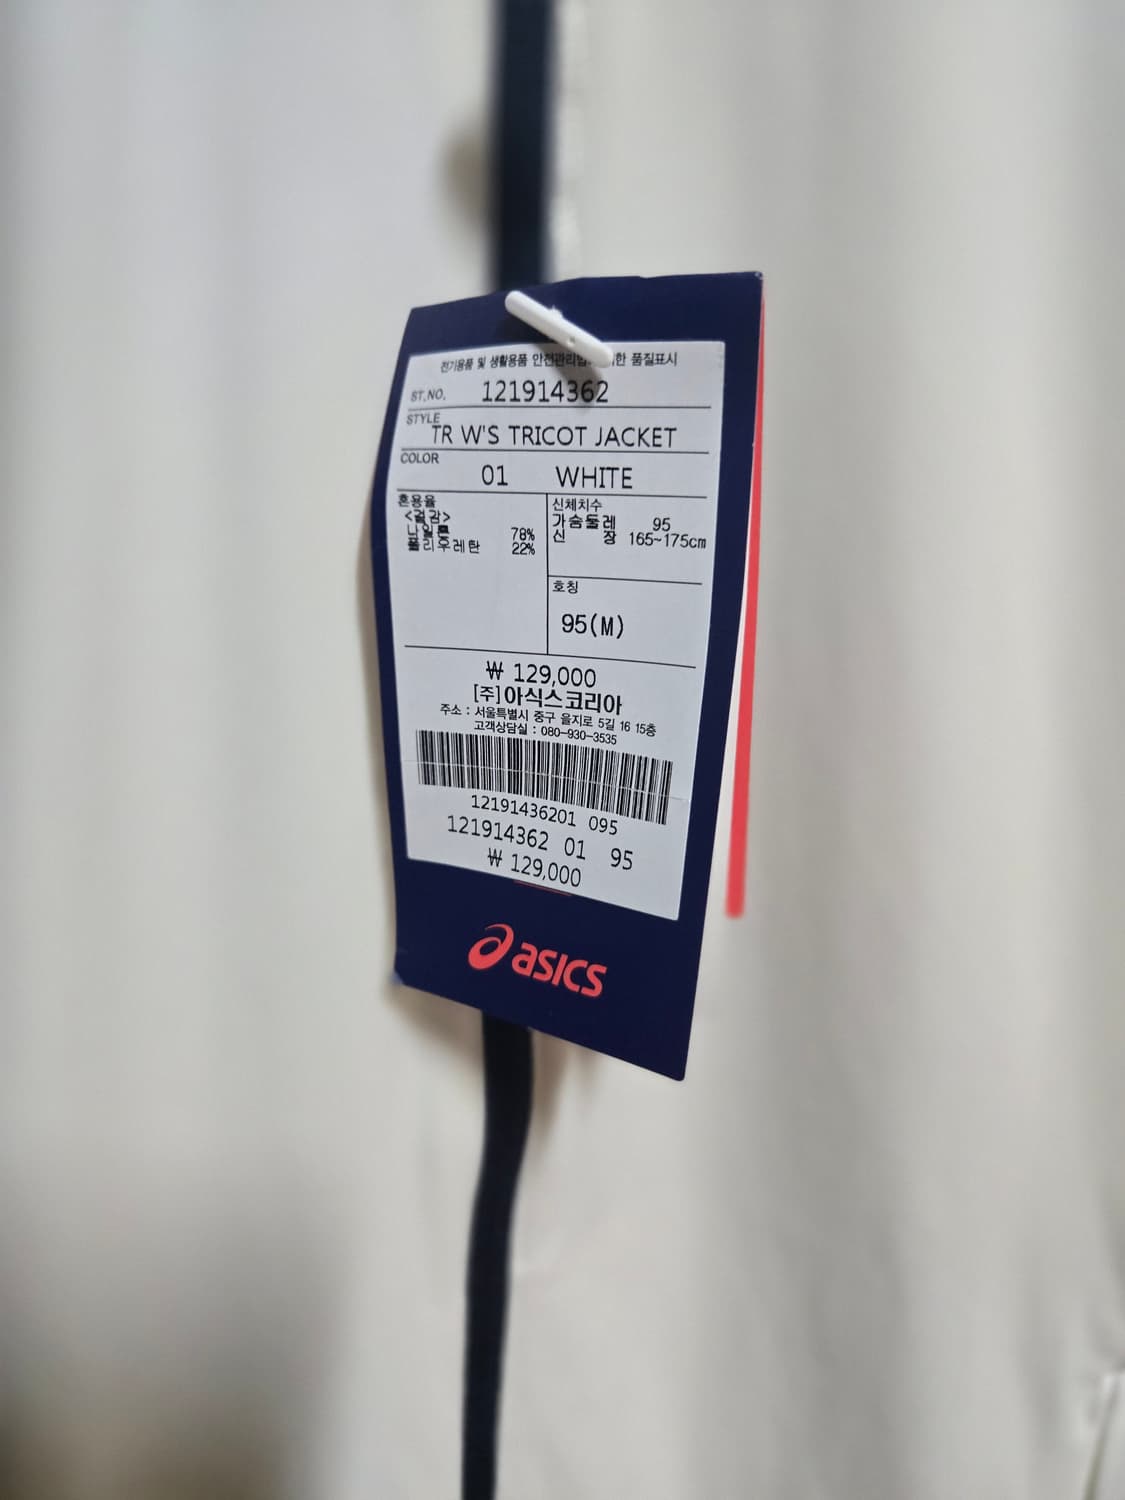 전기용품 및 생활용품 안전관리법 한 품질표시
ST.NO. 121914362
STYLE
TR W'S TRICOT JACKET
COLOR
01 WHITE
혼용율
<겉감>
나일론 78%
폴리우레탄 22%
신체치수
가슴둘레 95
신 장 165~175cm
호칭
95(M)
₩ 129,000
[주]아식스코리아
주소 : 서울특별시 중구 을지로 5길 16 15층
고객상담실 : 080-930-3535
12191436201 095
121914362 01 95
₩ 129,000
asics